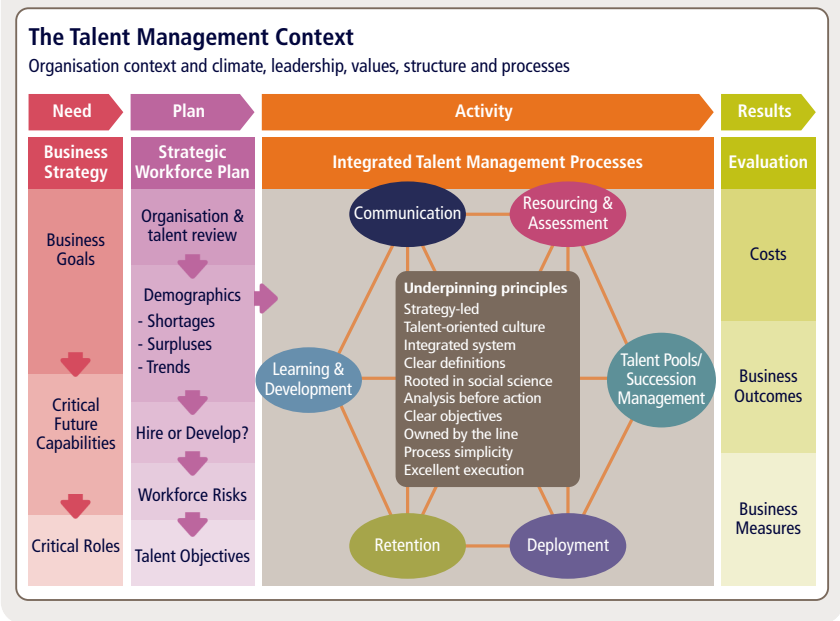 The Talent Management Context
Organisation context and climate, leadership, values, structure and processes
Need
Plan
Activity
Results
Business
Strategy
Strategic
Workforce Plan
Integrated Talent Management Processes
Evaluation
Business
Goals
Critical
Future
Capabilities
Critical Roles
Organisation &
talent review
Demographics
- Shortages
- Surpluses
- Trends
Hire or Develop?
Workforce Risks
Talent Objectives
Communication
Resourcing &
Assessment
Learning &
Development
Underpinning principles
Strategy-led
Talent-oriented culture
Integrated system
Clear definitions
Rooted in social science
Analysis before action
Clear objectives
Owned by the line
Process simplicity
Excellent execution
Talent Pools/
Succession
Management
Retention
Deployment
Costs
Business
Outcomes
Business
Measures